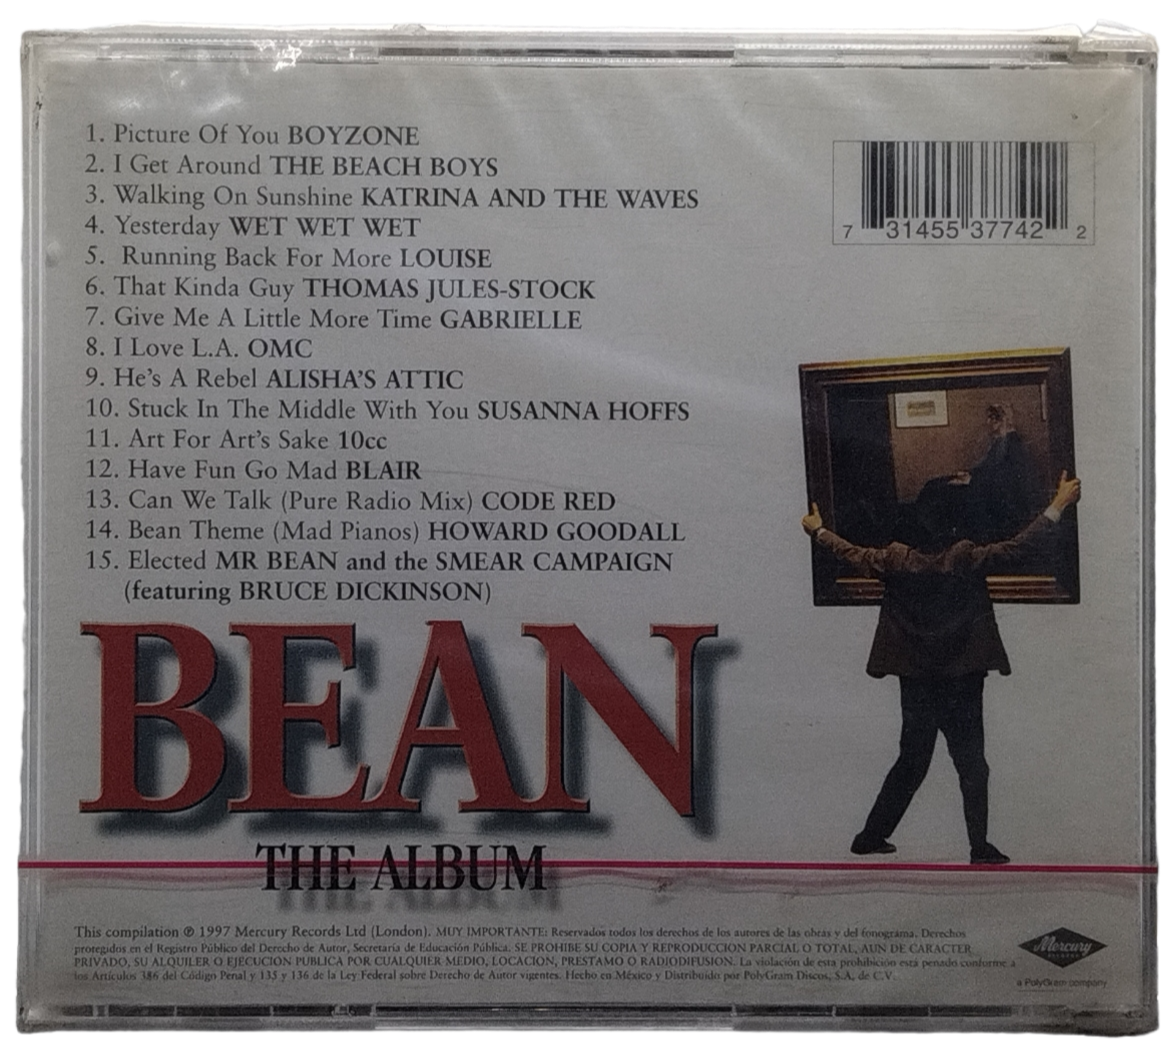 1. Picture Of You BOYZONE
2. I Get Around THE BEACH BOYS
3. Walking On Sunshine KATRINA AND THE WAVES
4. Yesterday WET WET WET
5. Running Back For More LOUISE
6. That Kinda Guy THOMAS JULES-STOCK
7. Give Me A Little More Time GABRIELLE
8. I Love L.A. OMC
9. He's A Rebel ALISHA'S ATTIC
10. Stuck In The Middle With You SUSANNA HOFFS
11. Art For Art's Sake 10cc
12. Have Fun Go Mad BLAIR
13. Can We Talk (Pure Radio Mix) CODE RED
14. Bean Theme (Mad Pianos) HOWARD GOODALL
15. Elected MR BEAN and the SMEAR CAMPAIGN
(featuring BRUCE DICKINSON)
7 31455 37742 2
BEAN
THE ALBUM
This compilation ℗ 1997 Mercury Records Ltd (London). MUY IMPORTANTE: Reservados todos los derechos de los autores de las obras y del fonograma. Derechos
protegidos en el Registro Público del Derecho de Autor, Secretaría de Educación Pública. SE PROHIBE SU COPIA Y REPRODUCCION PARCIAL O TOTAL, AUN DE CARACTER
PRIVADO, SU ALQUILER O EJECUCION PUBLICA POR CUALQUIER MEDIO, LOCACION, PRESTAMO O RADIODIFUSION. La violación de esta prohibición está penado conforme a
los Artículos 386 del Código Penal y 135 y 136 de la Ley Federal sobre Derecho de Autor vigentes. Hecho en México y Distribuido por PolyGram Discos, S.A. de C.V.
Mercury
RECORDS
a PolyGram company